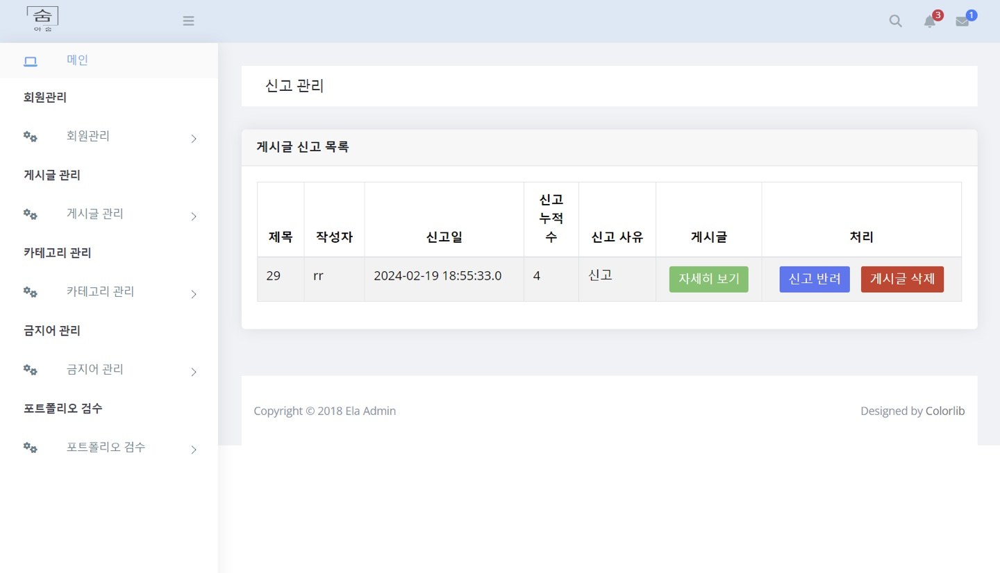 숨
아숨
3
1
메인
회원관리
회원관리
게시글 관리
게시글 관리
카테고리 관리
카테고리 관리
금지어 관리
금지어 관리
포트폴리오 검수
포트폴리오 검수
신고 관리
게시글 신고 목록
제목 작성자 신고일 신고 누적 수 신고 사유 게시글 처리
29 rr 2024-02-19 18:55:33.0 4 신고 자세히 보기 신고 반려 게시글 삭제
Copyright © 2018 Ela Admin Designed by Colorlib